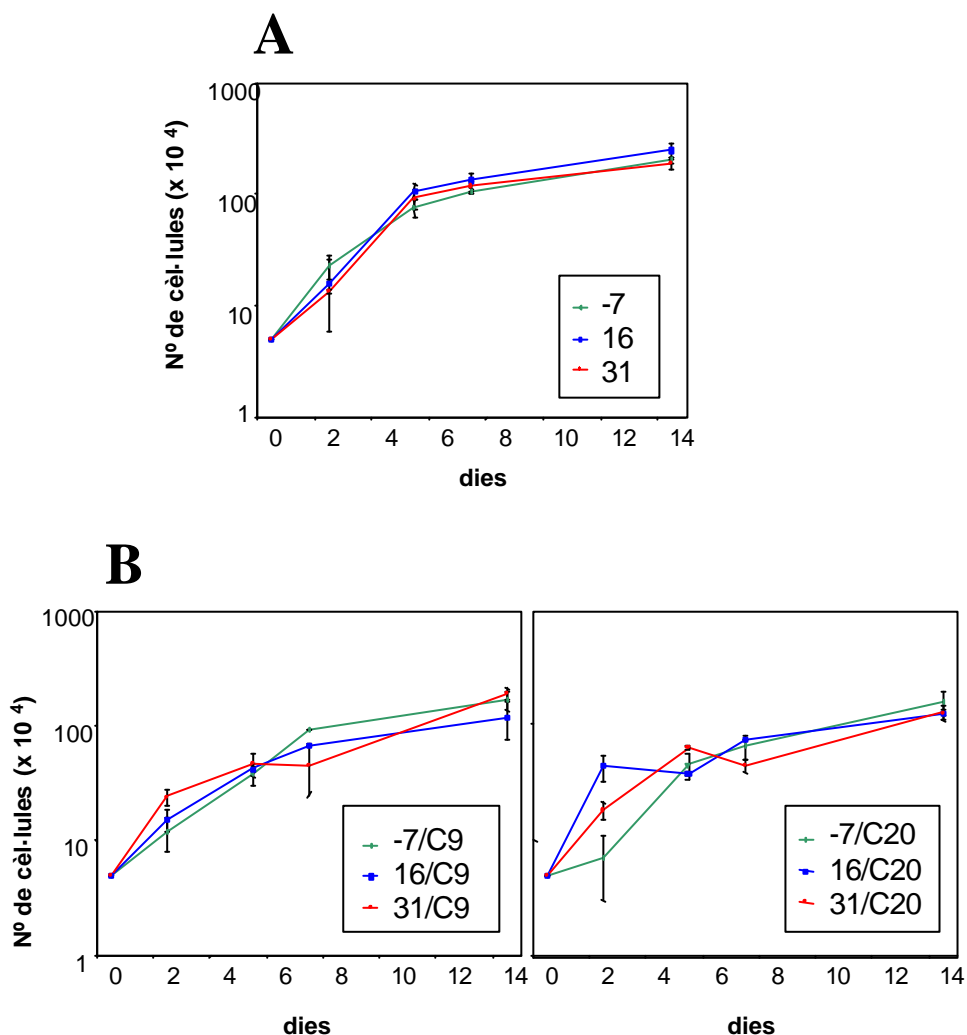 A
1000
100
10
1
Nº de cèl·lules (x 10 ⁴)
-7
16
31
0 2 4 6 8 10 12 14
dies
B
1000
100
10
1
Nº de cèl·lules (x 10 ⁴)
-7/C9
16/C9
31/C9
0 2 4 6 8 10 12 14
dies
-7/C20
16/C20
31/C20
0 2 4 6 8 10 12 14
dies